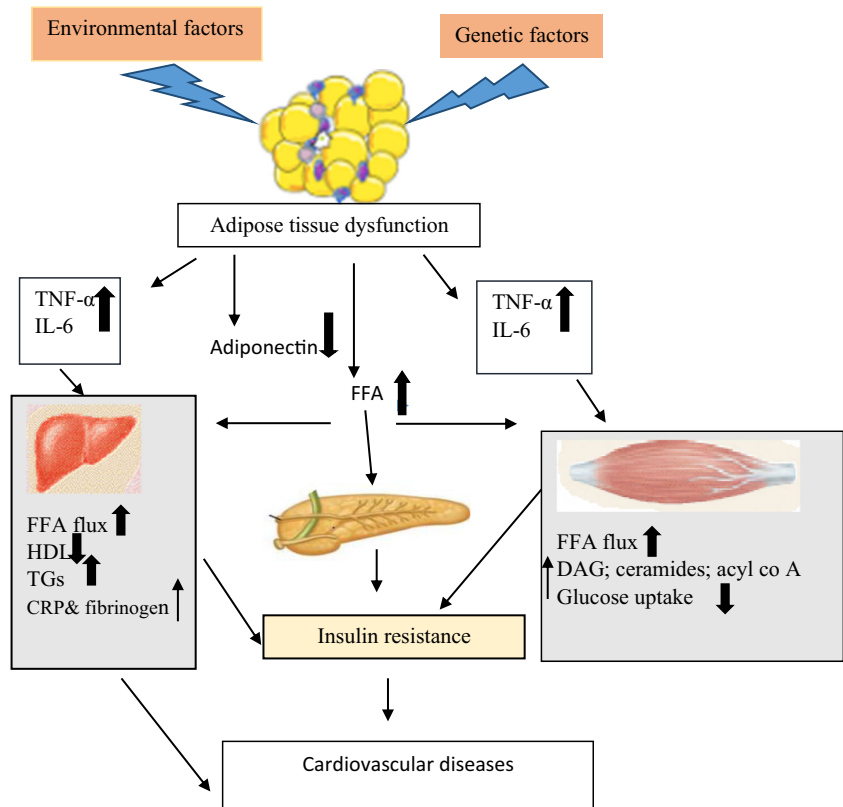 Environmental factors
Genetic factors
Adipose tissue dysfunction
TNF-α
IL-6
TNF-α
IL-6
Adiponectin
FFA
FFA flux
HDL
TGs
CRP& fibrinogen
FFA flux
DAG; ceramides; acyl co A
Glucose uptake
Insulin resistance
Cardiovascular diseases